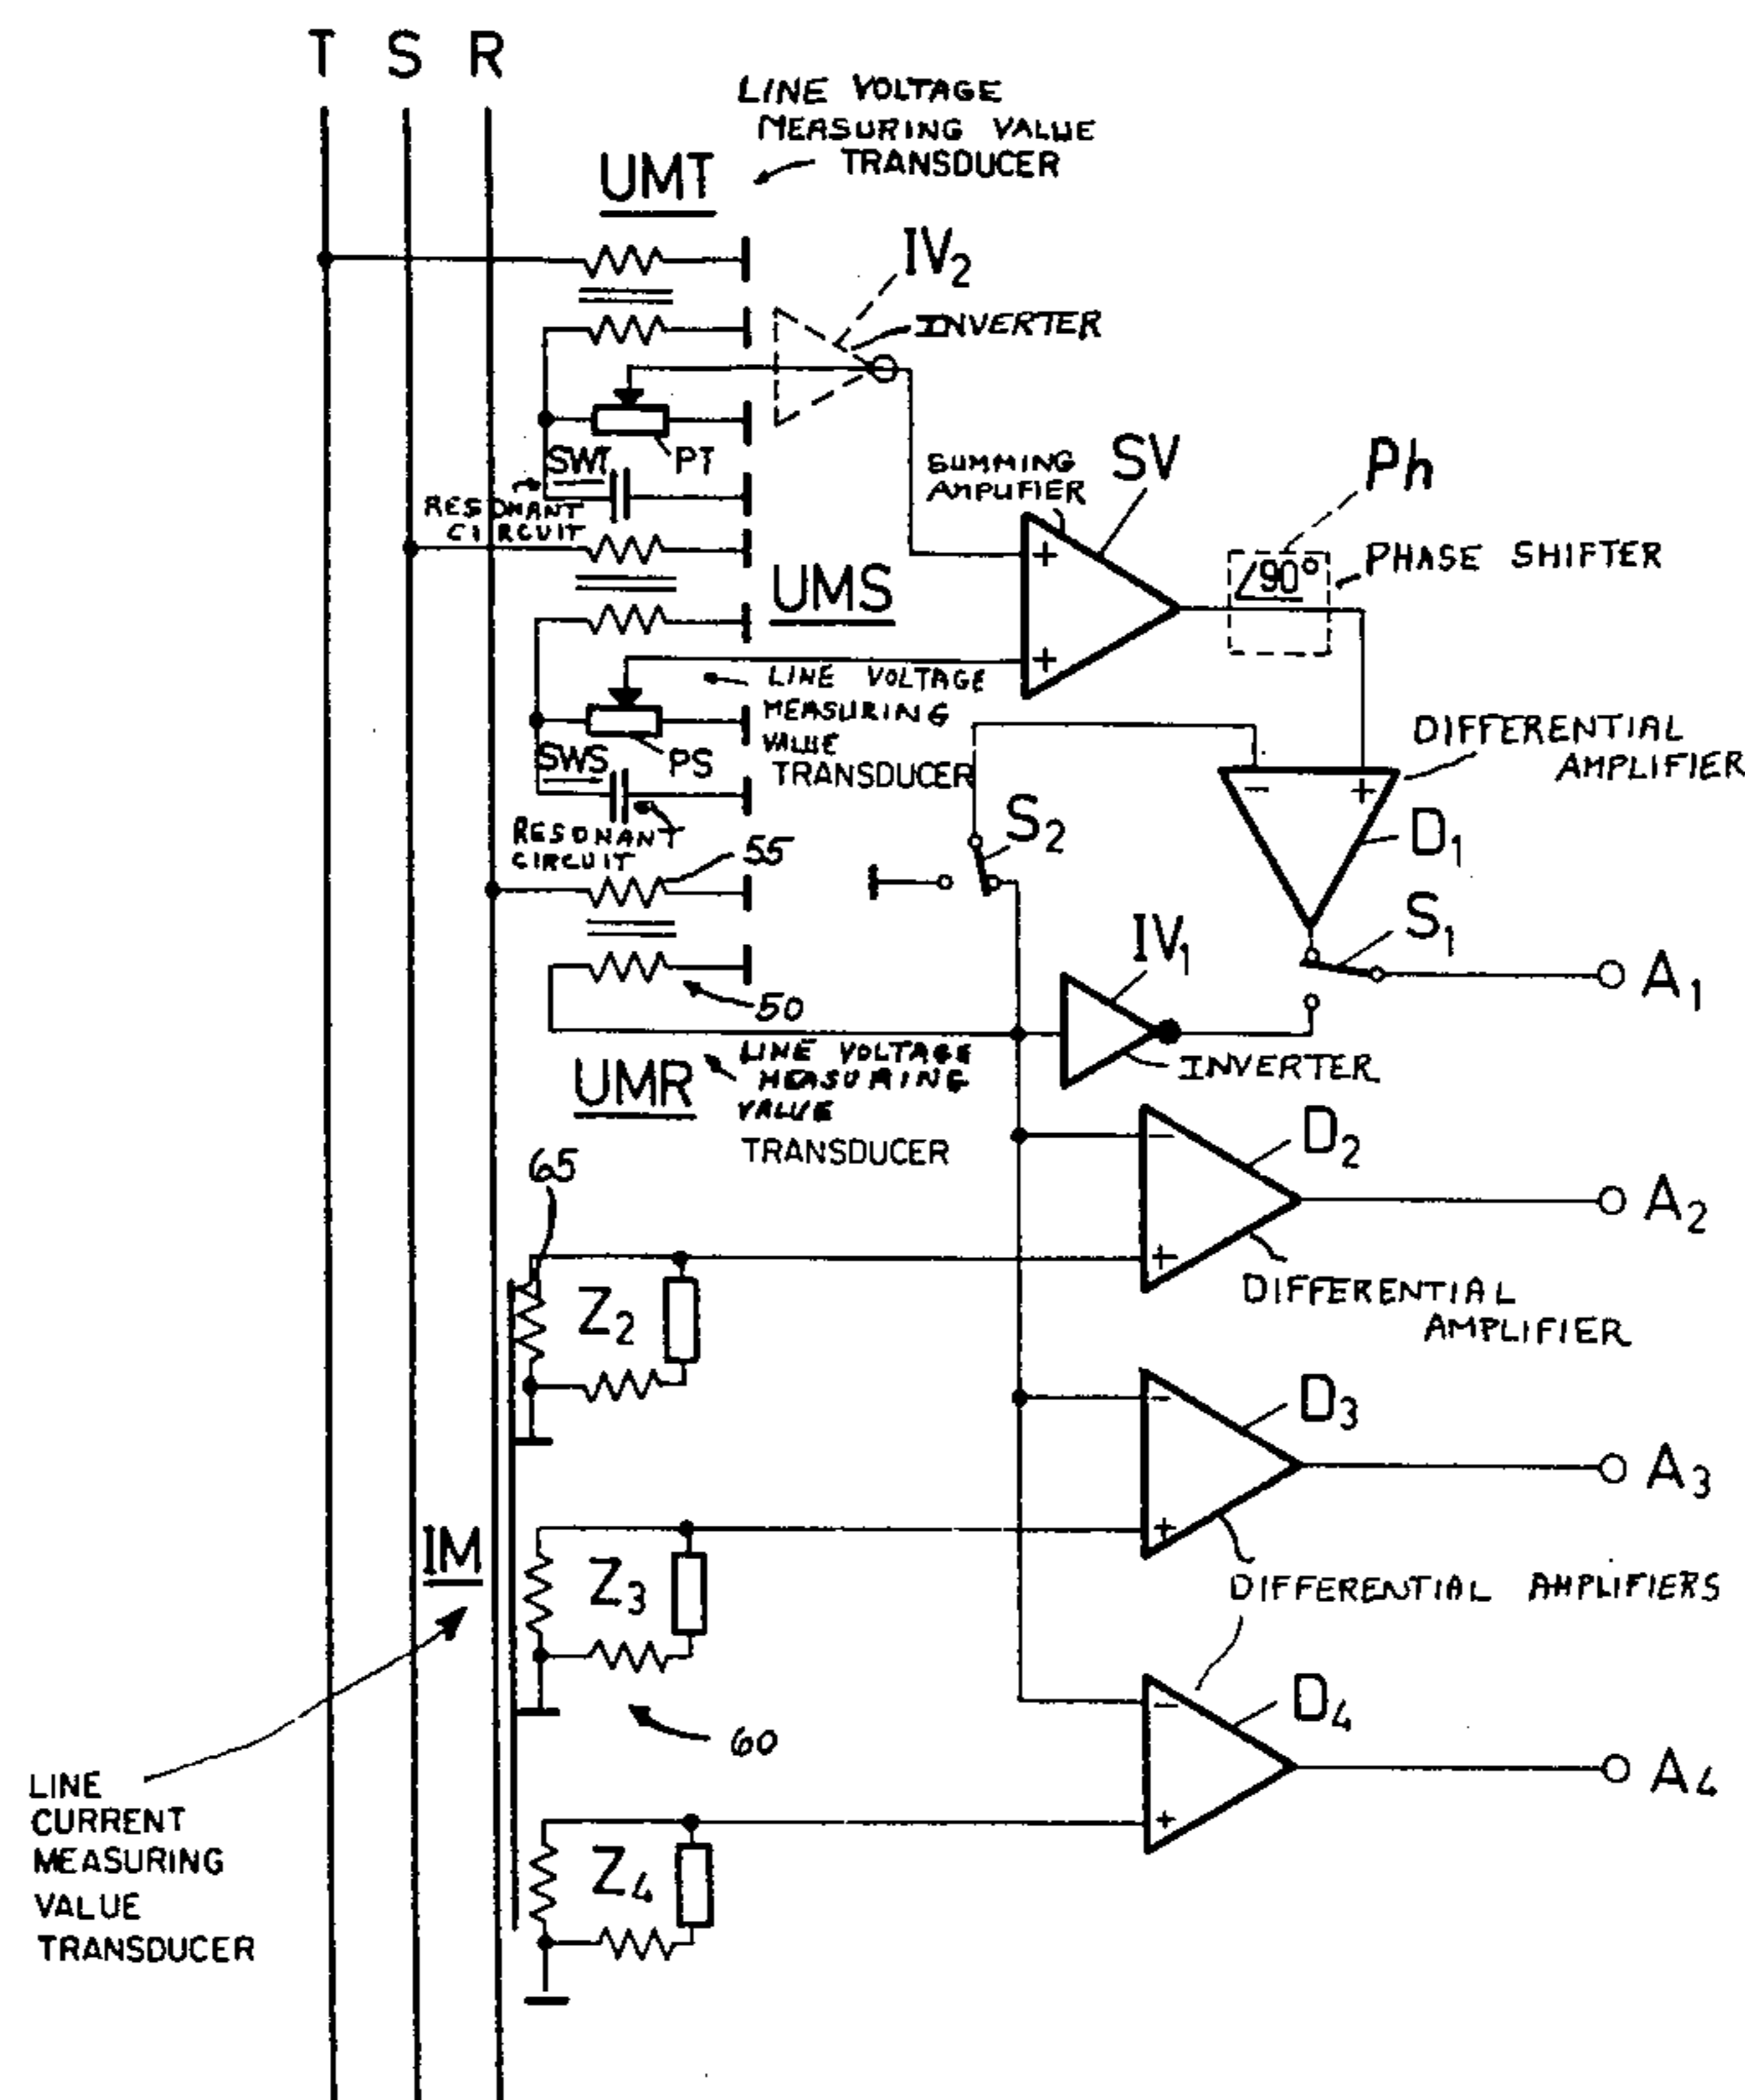 T S R
LINE VOLTAGE
MEASURING VALUE
TRANSDUCER
UMT
IV2
INVERTER
SWT
PT
RESONANT
CIRCUIT
SUMMING
AMPLIFIER
SV
Ph
∠90°
PHASE SHIFTER
+
+
UMS
LINE VOLTAGE
MEASURING
VALUE
TRANSDUCER
SWS
PS
RESONANT
CIRCUIT
DIFFERENTIAL
AMPLIFIER
- +
D1
S2
55
S1
IV1
A1
50
INVERTER
UMR
LINE VOLTAGE
MEASURING
VALUE
TRANSDUCER
65
D2
-
+
A2
Z2
DIFFERENTIAL
AMPLIFIER
D3
-
+
A3
IM
Z3
DIFFERENTIAL AMPLIFIERS
60
D4
-
+
A4
Z4
LINE
CURRENT
MEASURING
VALUE
TRANSDUCER